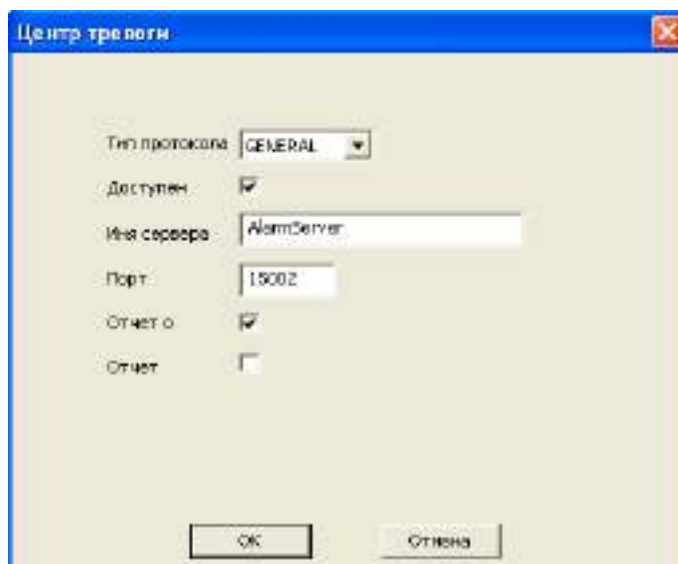 Центр тревоги
Тип протокола GENERAL
Доступен
Имя сервера AlarmServer
Порт 15002
Отчет о
Отчет
OK Отмена